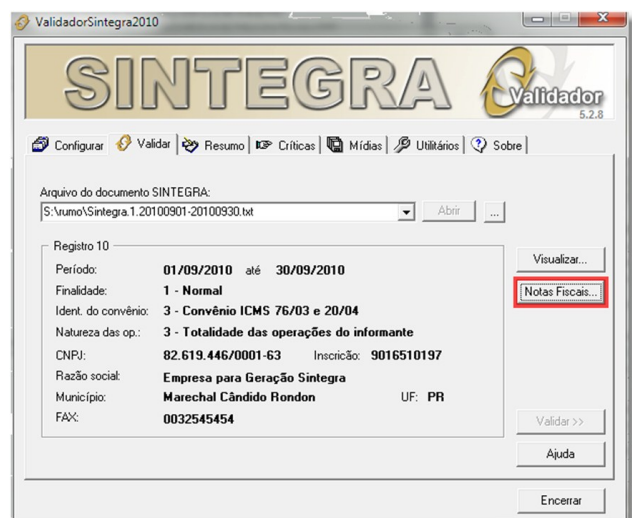 ValidadorSintegra2010
SINTEGRA
Validador
5.2.8
Configurar Validar Resumo Críticas Mídias Utilitários Sobre
Arquivo do documento SINTEGRA:
S:\rumo\Sintegra.1.20100901-20100930.txt Abrir ...
Registro 10
Período: 01/09/2010 até 30/09/2010
Finalidade: 1 - Normal
Ident. do convênio: 3 - Convênio ICMS 76/03 e 20/04
Natureza das op.: 3 - Totalidade das operações do informante
CNPJ: 82.619.446/0001-63 Inscricão: 9016510197
Razão social: Empresa para Geração Sintegra
Município: Marechal Cândido Rondon UF: PR
FAX: 0032545454
Visualizar...
Notas Fiscais...
Validar >>
Ajuda
Encerrar